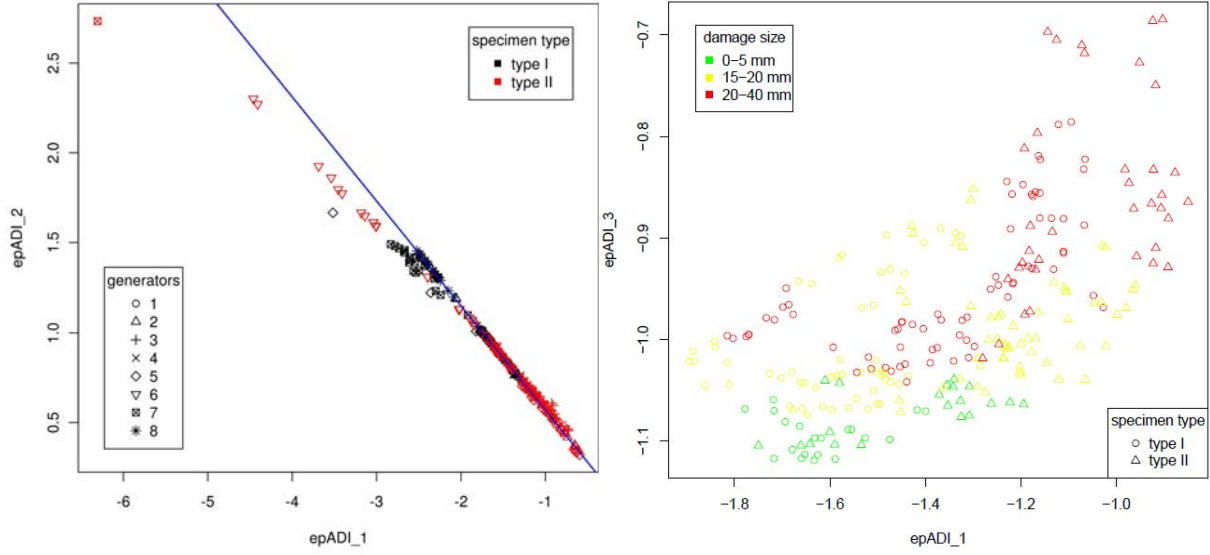 2.5
2.0
1.5
1.0
0.5
epADI_2
specimen type
type I
type II
generators
1
2
3
4
5
6
7
8
-6
-5
-4
-3
-2
-1
epADI_1
−0.7
−0.8
−0.9
−1.0
−1.1
epADI_3
damage size
0−5 mm
15−20 mm
20−40 mm
specimen type
type I
type II
−1.8
−1.6
−1.4
−1.2
−1.0
epADI_1